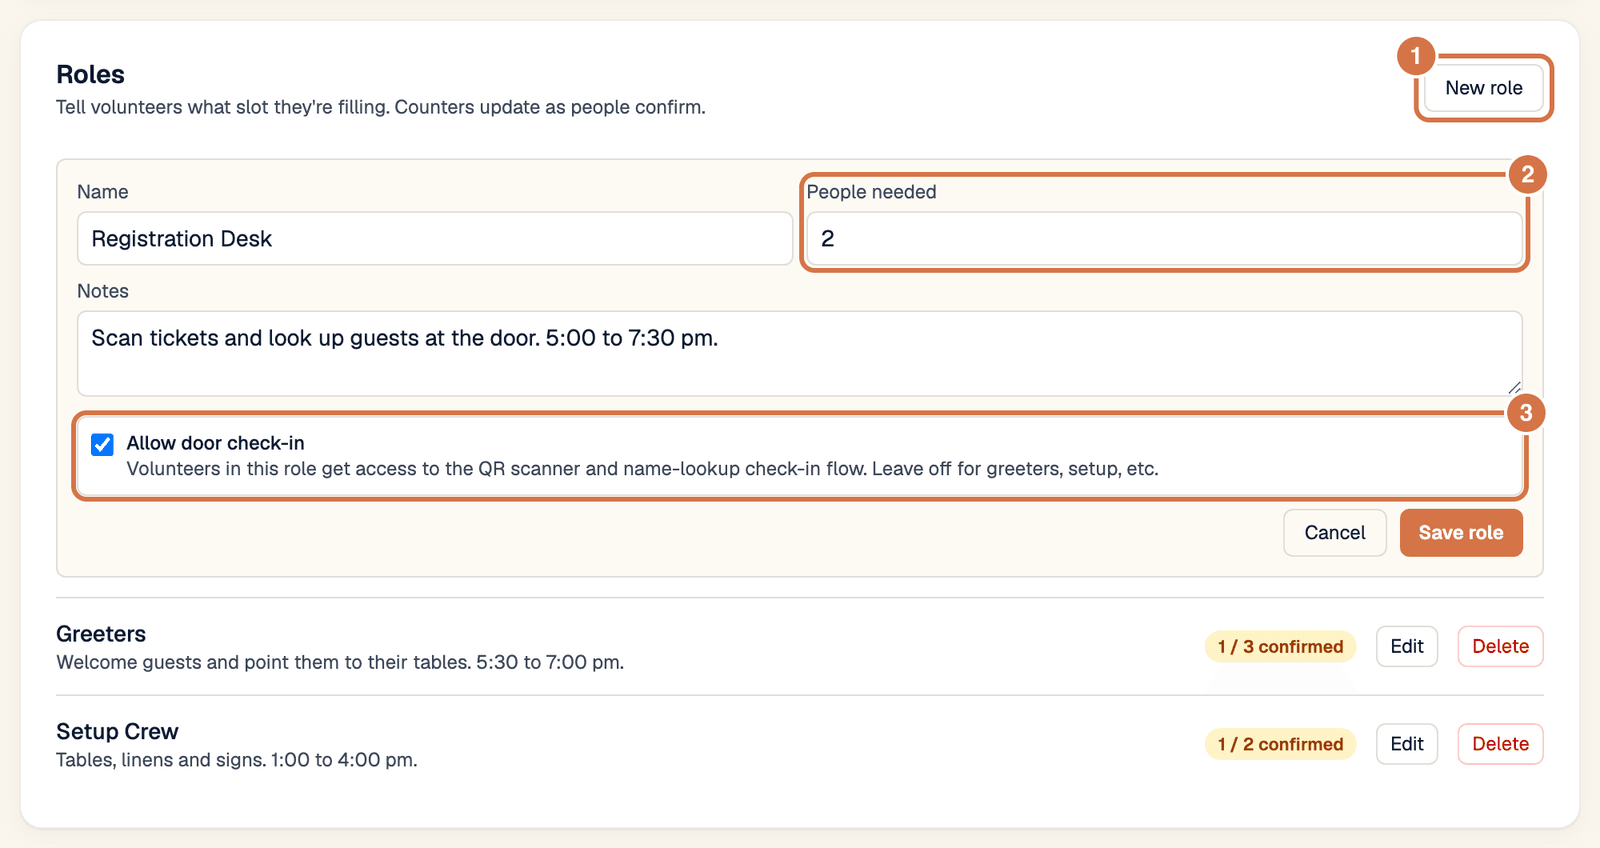 Roles
Tell volunteers what slot they're filling. Counters update as people confirm.
1
New role
Name
People needed
2
Registration Desk
2
Notes
Scan tickets and look up guests at the door. 5:00 to 7:30 pm.
3
Allow door check-in
Volunteers in this role get access to the QR scanner and name-lookup check-in flow. Leave off for greeters, setup, etc.
Cancel
Save role
Greeters
Welcome guests and point them to their tables. 5:30 to 7:00 pm.
1 / 3 confirmed
Edit
Delete
Setup Crew
Tables, linens and signs. 1:00 to 4:00 pm.
1 / 2 confirmed
Edit
Delete